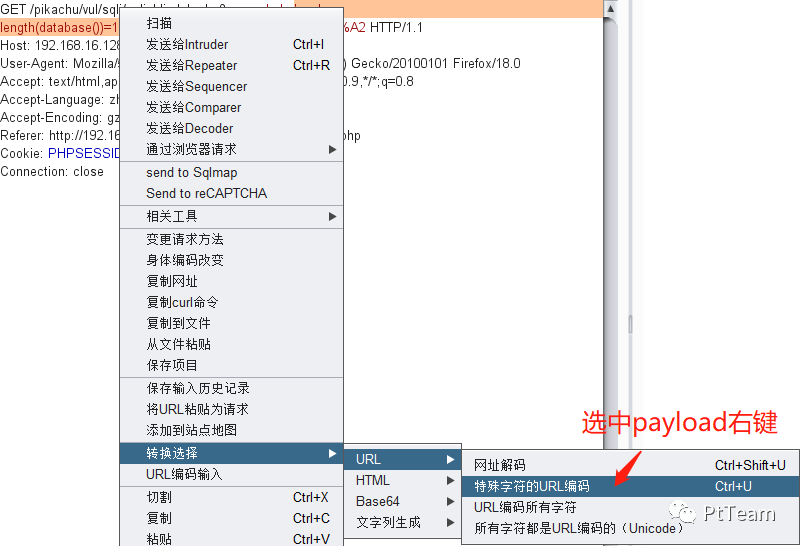 GET /pikachu/vul/sqli/
length(database())=1 %A2 HTTP/1.1
Host: 192.168.16.128
User-Agent: Mozilla/ ) Gecko/20100101 Firefox/18.0
Accept: text/html,ap 0.9,*/*;q=0.8
Accept-Language: zh
Accept-Encoding: gz
Referer: http://192.16 php
Cookie: PHPSESSID
Connection: close
扫描
发送给Intruder Ctrl+I
发送给Repeater Ctrl+R
发送给Sequencer
发送给Comparer
发送给Decoder
通过浏览器请求
send to Sqlmap
Send to reCAPTCHA
相关工具
变更请求方法
身体编码改变
复制网址
复制curl命令
复制到文件
从文件粘贴
保存项目
保存输入历史记录
将URL粘贴为请求
添加到站点地图
转换选择
URL编码输入
切割 Ctrl+X
复制 Ctrl+C
粘贴 Ctrl+V
URL
HTML
Base64
文字列生成
选中payload右键
网址解码 Ctrl+Shift+U
特殊字符的URL编码 Ctrl+U
URL编码所有字符
所有字符都是URL编码的（Unicode）
PtTeam